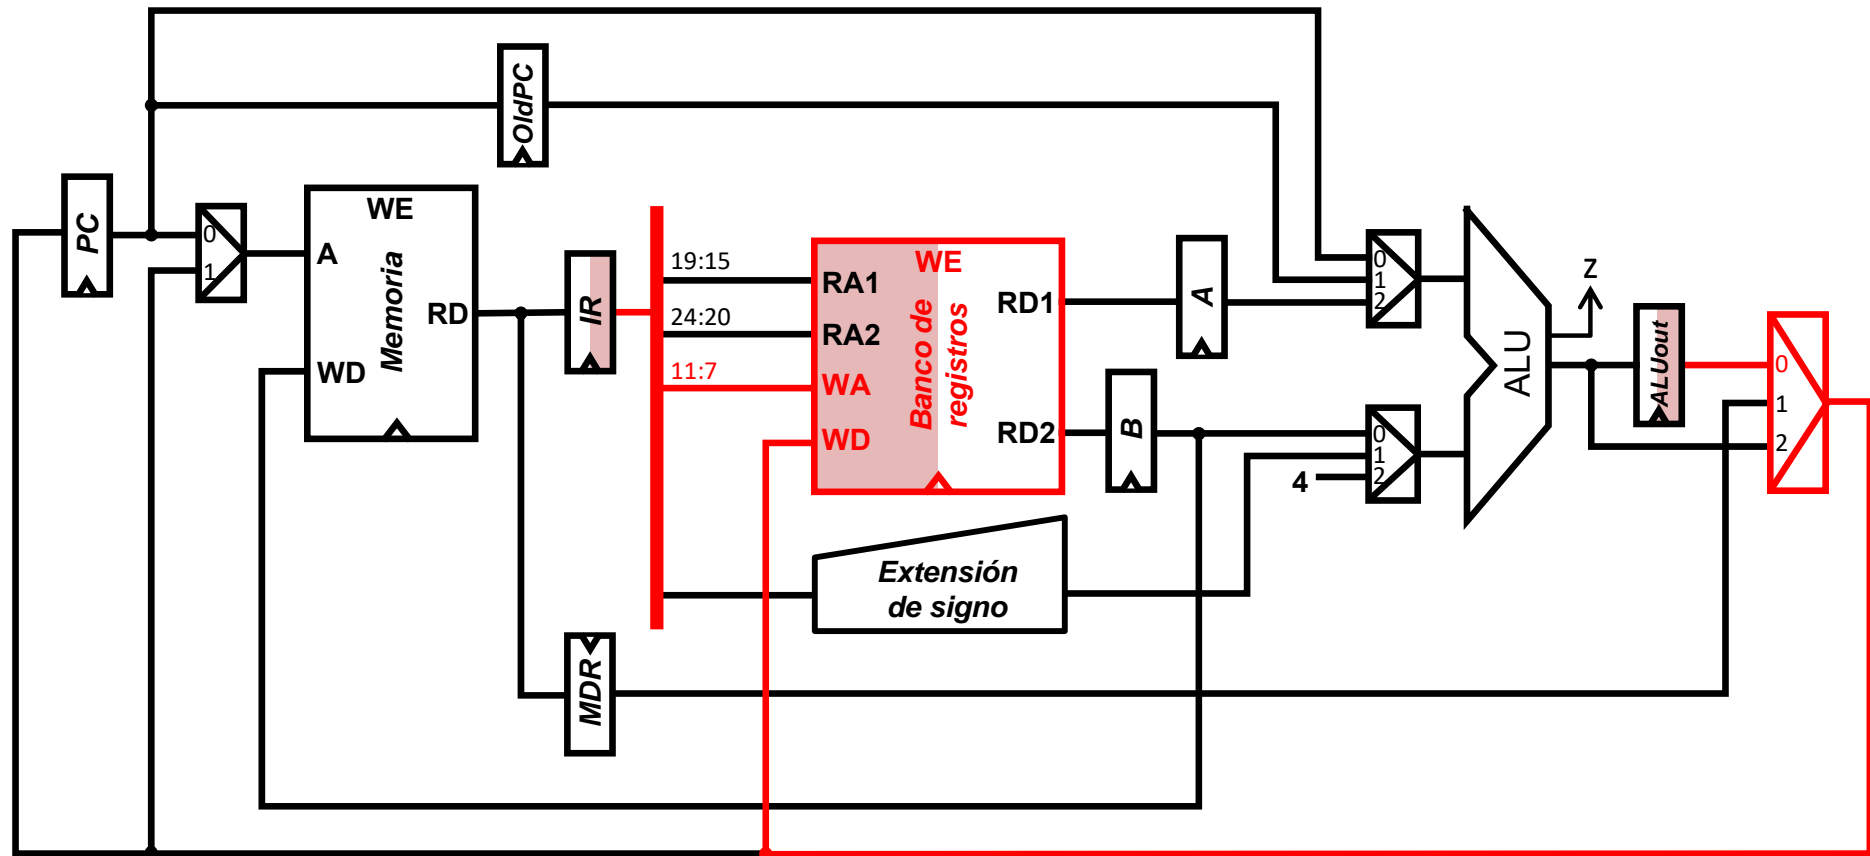 OldPC
PC
0
1
WE
A
Memoria
RD
WD
IR
19:15
24:20
11:7
WE
RA1
RA2
WA
WD
Banco de
registros
RD1
RD2
A
B
Extensión
de signo
MDR
0
1
2
0
1
2
4
ALU
Z
ALUout
0
1
2